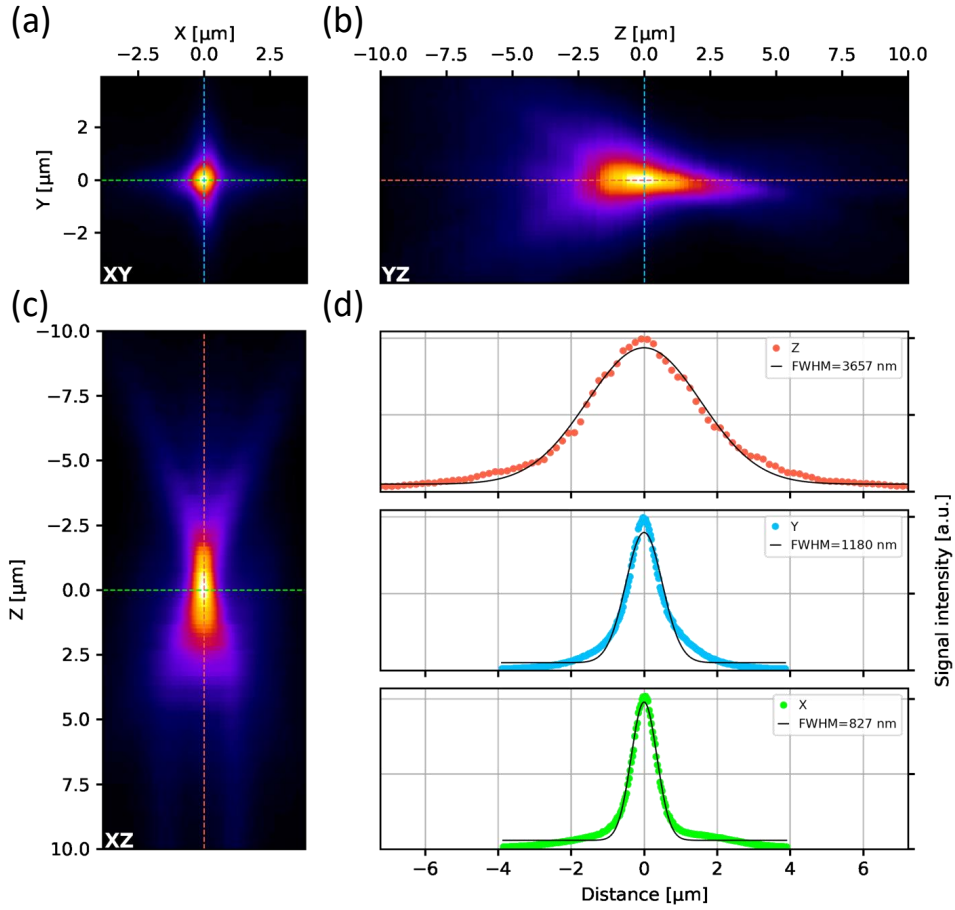 (a)
X [μm]
−2.5 0.0 2.5
Y [μm]
2
0
−2
XY
(b)
Z [μm]
−10.0 −7.5 −5.0 −2.5 0.0 2.5 5.0 7.5 10.0
YZ
(c)
Z [μm]
−10.0
−7.5
−5.0
−2.5
0.0
2.5
5.0
7.5
10.0
XZ
(d)
Z
FWHM=3657 nm
Y
FWHM=1180 nm
X
FWHM=827 nm
Signal intensity [a.u.]
−6 −4 −2 0 2 4 6
Distance [μm]